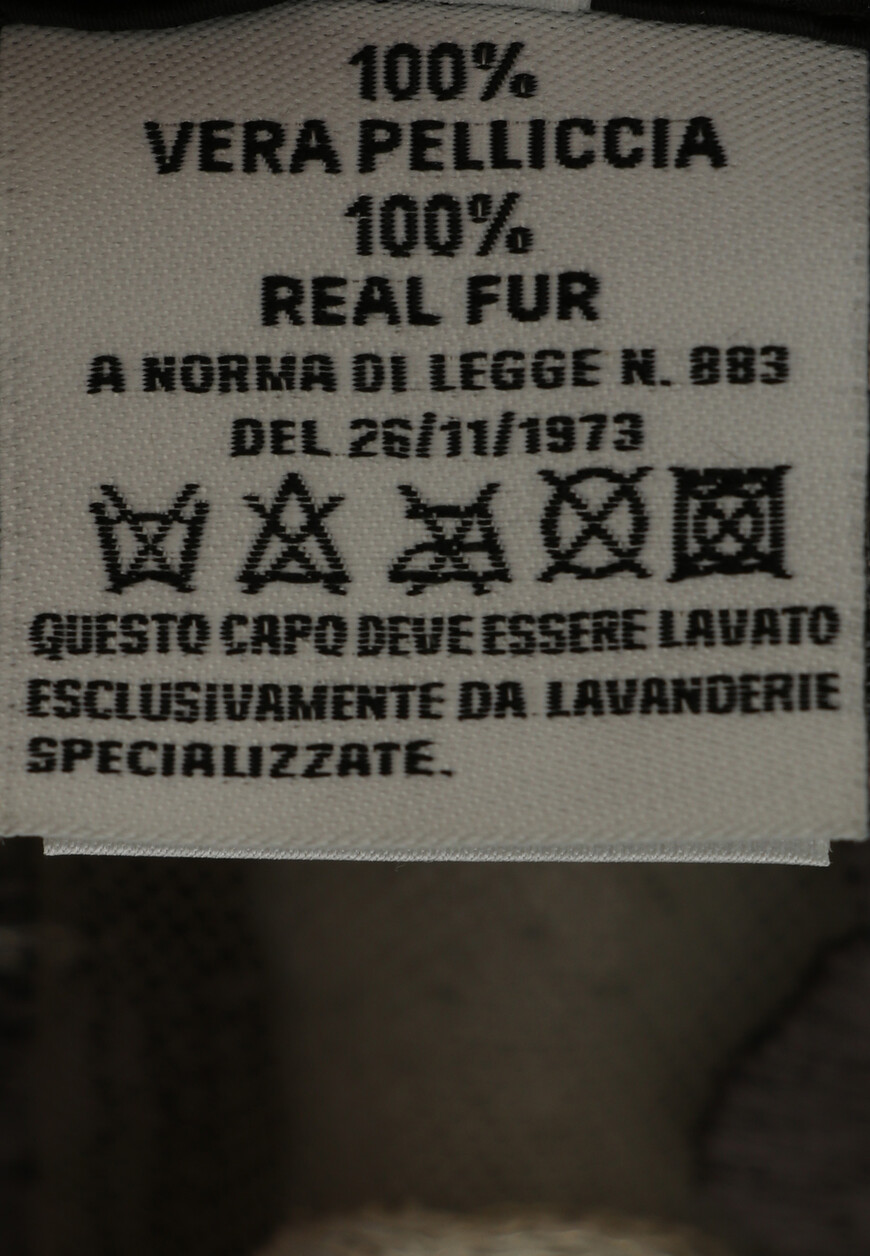 100%
VERA PELLICCIA
100%
REAL FUR
A NORMA DI LEGGE N. 883
DEL 26/11/1973
QUESTO CAPO DEVE ESSERE LAVATO
ESCLUSIVAMENTE DA LAVANDERIE
SPECIALIZZATE.